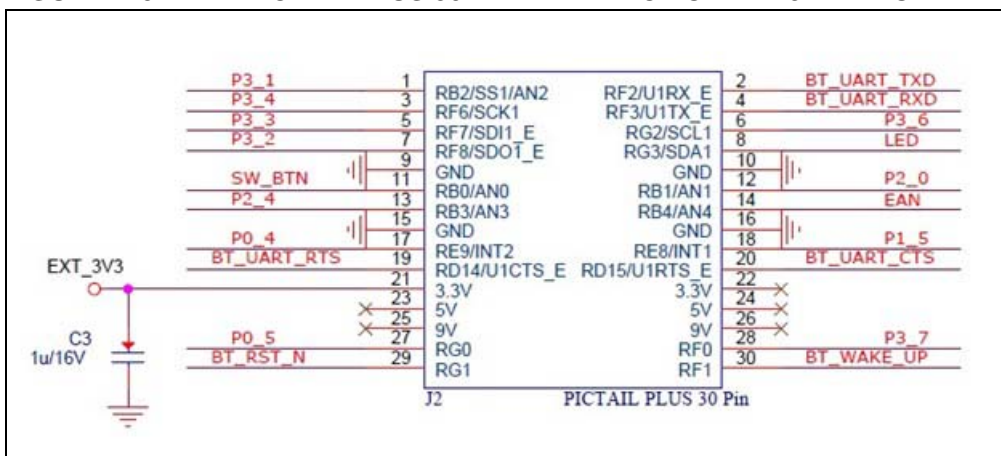 P3_1 1 RB2/SS1/AN2 RF2/U1RX_E 2 BT_UART_TXD
P3_4 3 RF6/SCK1 RF3/U1TX_E 4 BT_UART_RXD
P3_3 5 RF7/SDI1_E RG2/SCL1 6 P3_6
P3_2 7 RF8/SDO1_E RG3/SDA1 8 LED
9 GND GND 10
SW_BTN 11 RB0/AN0 RB1/AN1 12 P2_0
P2_4 13 RB3/AN3 RB4/AN4 14 EAN
15 GND GND 16
P0_4 17 RE9/INT2 RE8/INT1 18 P1_5
BT_UART_RTS 19 RD14/U1CTS_E RD15/U1RTS_E 20 BT_UART_CTS
EXT_3V3 21 3.3V 3.3V 22
23 5V 5V 24
25 9V 9V 26
P0_5 27 RG0 RF0 28 P3_7
BT_RST_N 29 RG1 RF1 30 BT_WAKE_UP
C3
1u/16V
J2 PICTAIL PLUS 30 Pin